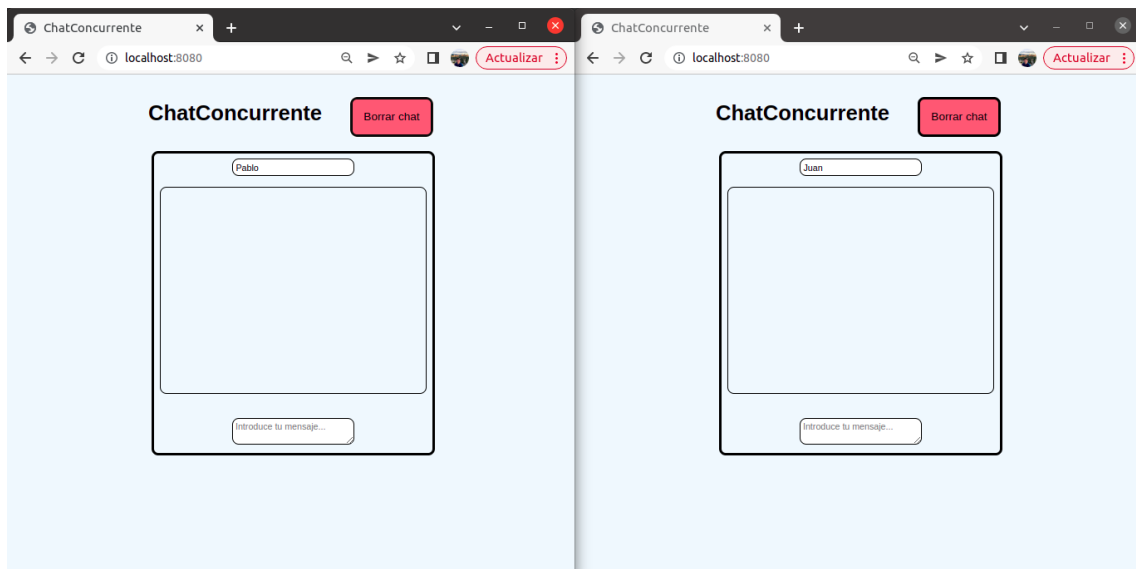 ChatConcurrente
localhost:8080
Actualizar
ChatConcurrente
Borrar chat
Pablo
Introduce tu mensaje...
ChatConcurrente
localhost:8080
Actualizar
ChatConcurrente
Borrar chat
Juan
Introduce tu mensaje...